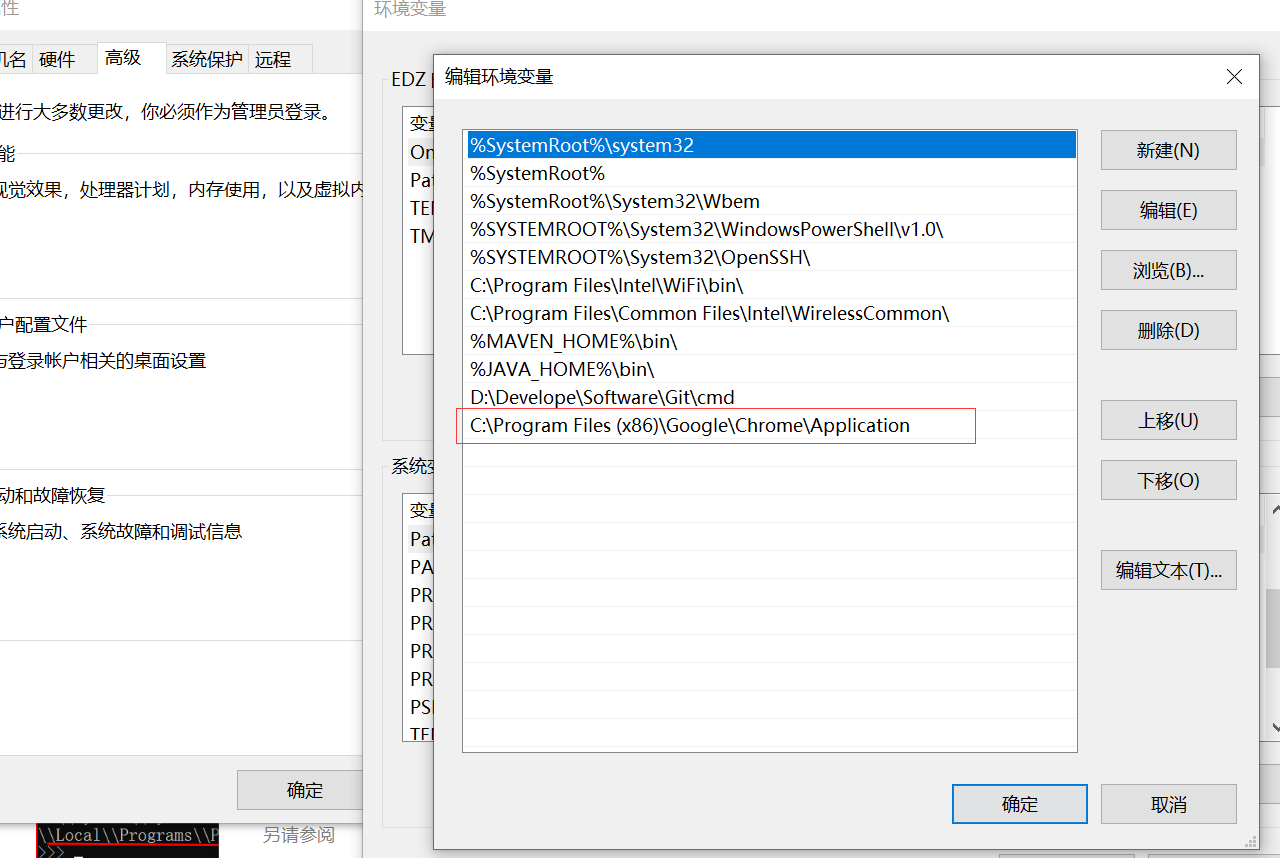 性
环境变量
机名
硬件
高级
系统保护
远程
进行大多数更改，你必须作为管理员登录。
能
视觉效果，处理器计划，内存使用，以及虚拟内
户配置文件
与登录帐户相关的桌面设置
动和故障恢复
系统启动、系统故障和调试信息
确定
\\Local\\Programs\\P
>>>
另请参阅
EDZ
变量
On
Pat
TEI
TM
系统变
变量
Pat
PA
PR
PR
PR
PR
PSI
TEI
编辑环境变量
%SystemRoot%\system32
%SystemRoot%
%SystemRoot%\System32\Wbem
%SYSTEMROOT%\System32\WindowsPowerShell\v1.0\
%SYSTEMROOT%\System32\OpenSSH\
C:\Program Files\Intel\WiFi\bin\
C:\Program Files\Common Files\Intel\WirelessCommon\
%MAVEN_HOME%\bin\
%JAVA_HOME%\bin\
D:\Develope\Software\Git\cmd
C:\Program Files (x86)\Google\Chrome\Application
新建(N)
编辑(E)
浏览(B)...
删除(D)
上移(U)
下移(O)
编辑文本(T)...
确定
取消